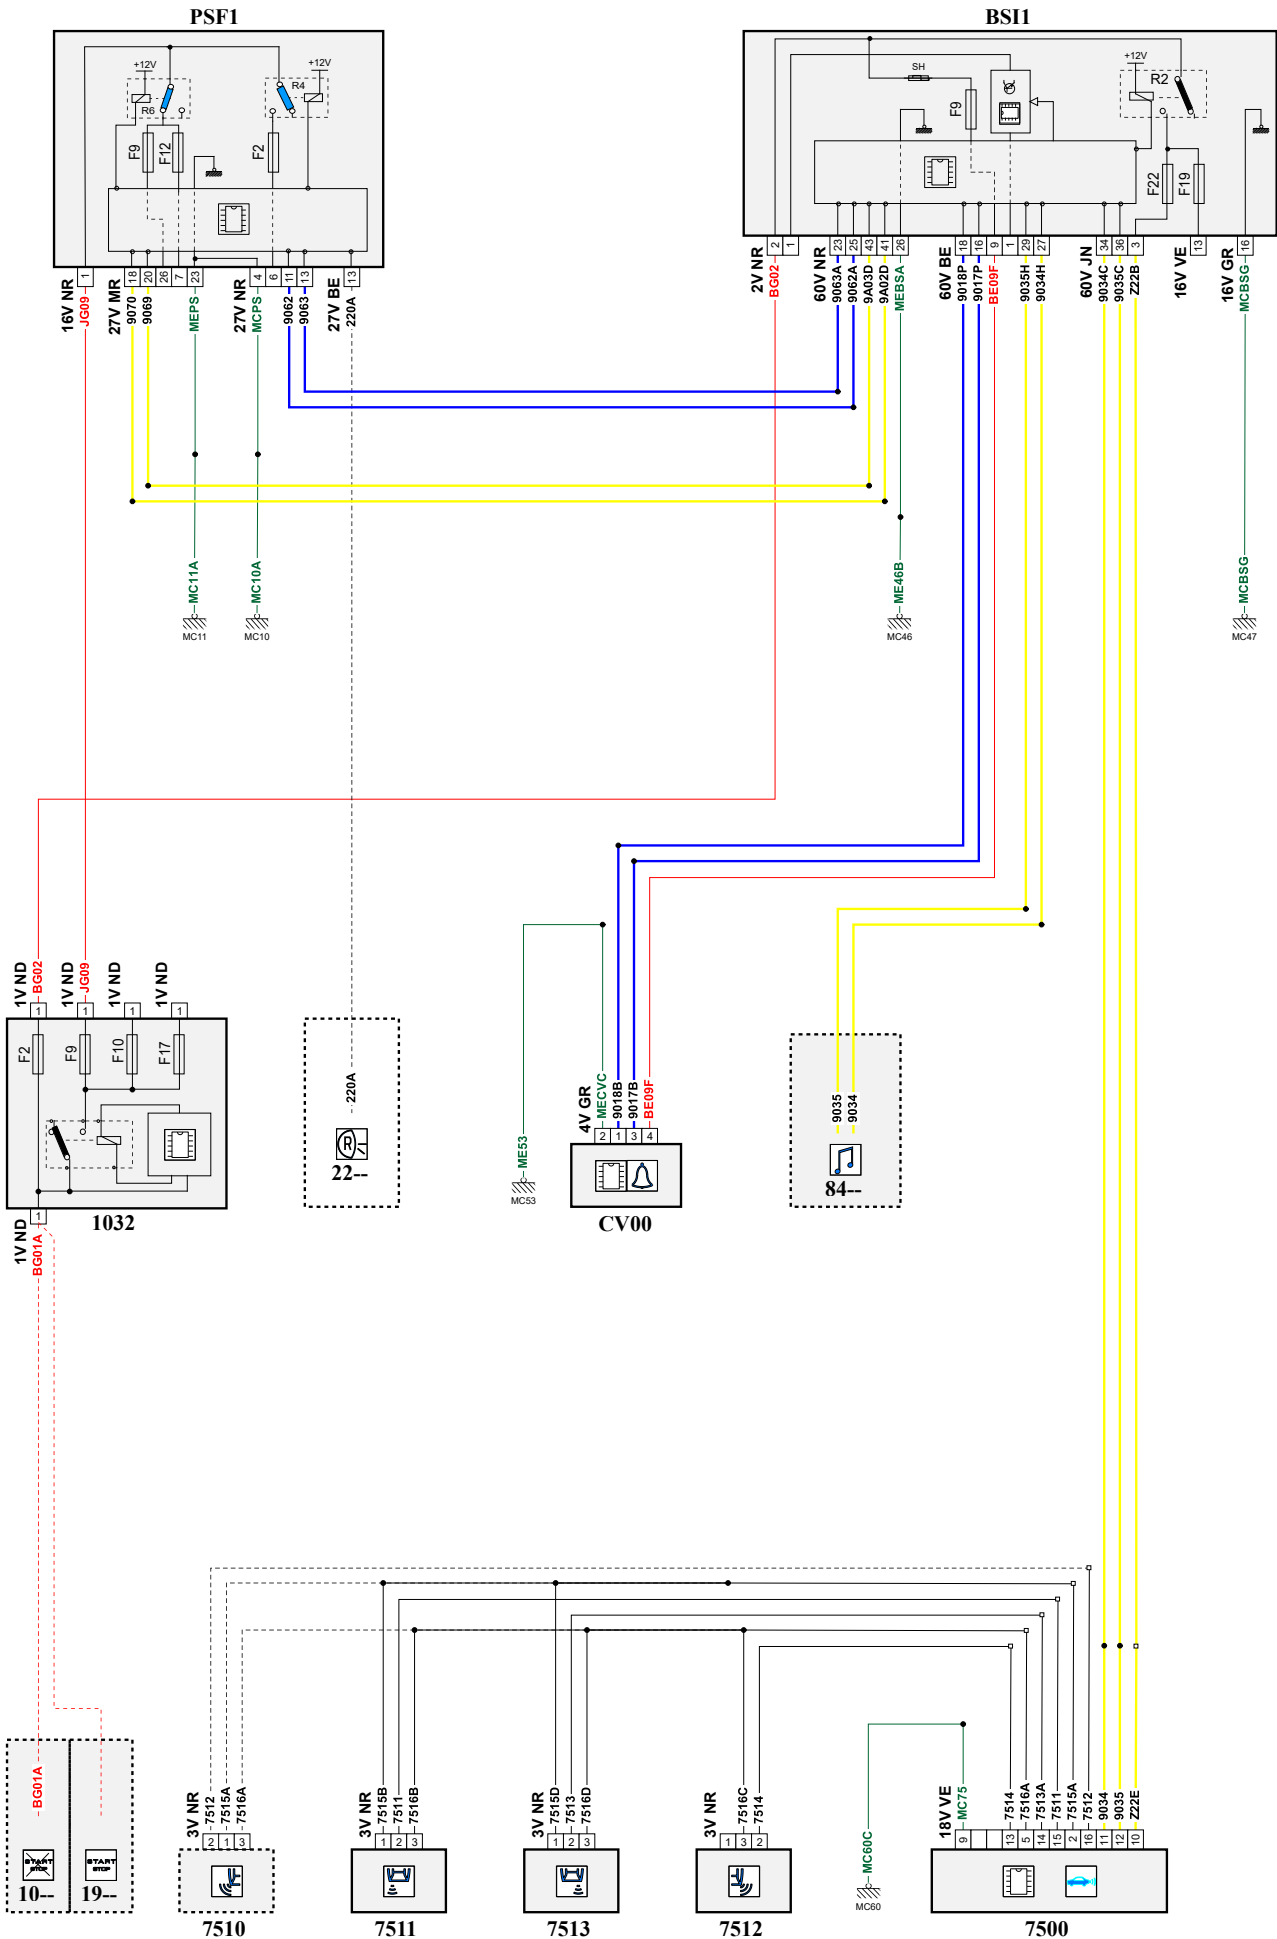 PSF1
BSI1
+12V
+12V
R6
R4
F9
F12
F2
SH
F9
+12V
R2
F22
F19
1
18
20
26
7
23
4
6
11
13
13
2
1
23
25
43
41
26
18
16
9
1
29
27
34
36
3
13
16
16V NR
JG09
27V MR
9070
9069
MEPS
27V NR
MCPS
9062
9063
27V BE
220A
2V NR
BG02
60V NR
9063A
9062A
9A03D
9A02D
MEBSA
60V BE
9018P
9017P
BE09F
9035H
9034H
60V JN
9034C
9035C
Z22B
16V VE
16V GR
MCBSG
MC11A
MC10A
ME46B
MCBSG
MC11
MC10
MC46
MC47
1V ND
BG02
1V ND
JG09
1V ND
1V ND
1
1
1
1
F2
F9
F10
F17
1
1032
1V ND
BG01A
220A
22--
4V GR
MECVC
9018B
9017B
BE09F
2
1
3
4
ME53
MC53
CV00
9035
9034
84--
BG01A
START
STOP
10--
START
STOP
19--
3V NR
7512
7515A
7516A
2
1
3
7510
3V NR
7515B
7511
7516B
1
2
3
7511
3V NR
7515D
7513
7516D
1
2
3
7513
3V NR
7516C
7514
1
3
2
7512
MC60C
MC60
18V VE
MC75
7514
7516A
7513A
7511
7515A
7512
9034
9035
Z22E
9
13
5
14
15
2
16
11
12
10
7500